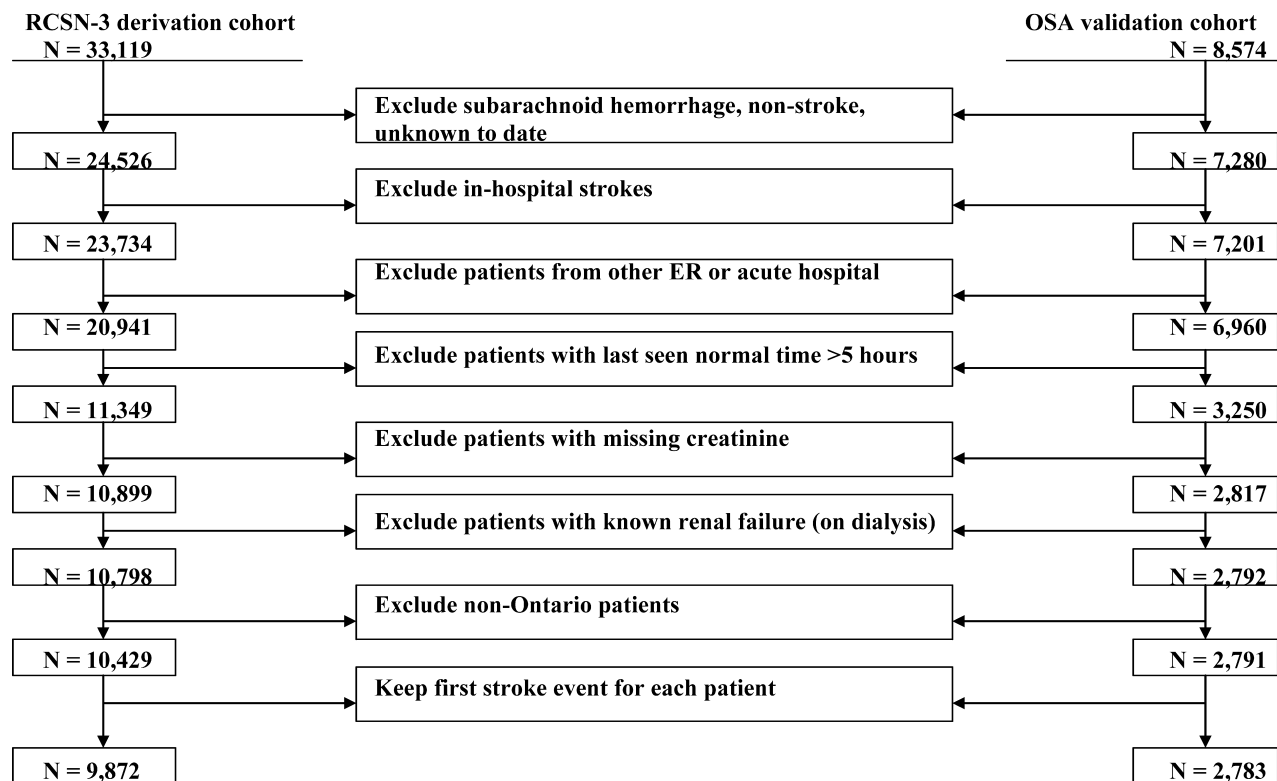 RCSN-3 derivation cohort
OSA validation cohort
N = 33,119
N = 8,574
Exclude subarachnoid hemorrhage, non-stroke,
unknown to date
N = 24,526
N = 7,280
Exclude in-hospital strokes
N = 23,734
N = 7,201
Exclude patients from other ER or acute hospital
N = 20,941
N = 6,960
Exclude patients with last seen normal time >5 hours
N = 11,349
N = 3,250
Exclude patients with missing creatinine
N = 10,899
N = 2,817
Exclude patients with known renal failure (on dialysis)
N = 10,798
N = 2,792
Exclude non-Ontario patients
N = 10,429
N = 2,791
Keep first stroke event for each patient
N = 9,872
N = 2,783